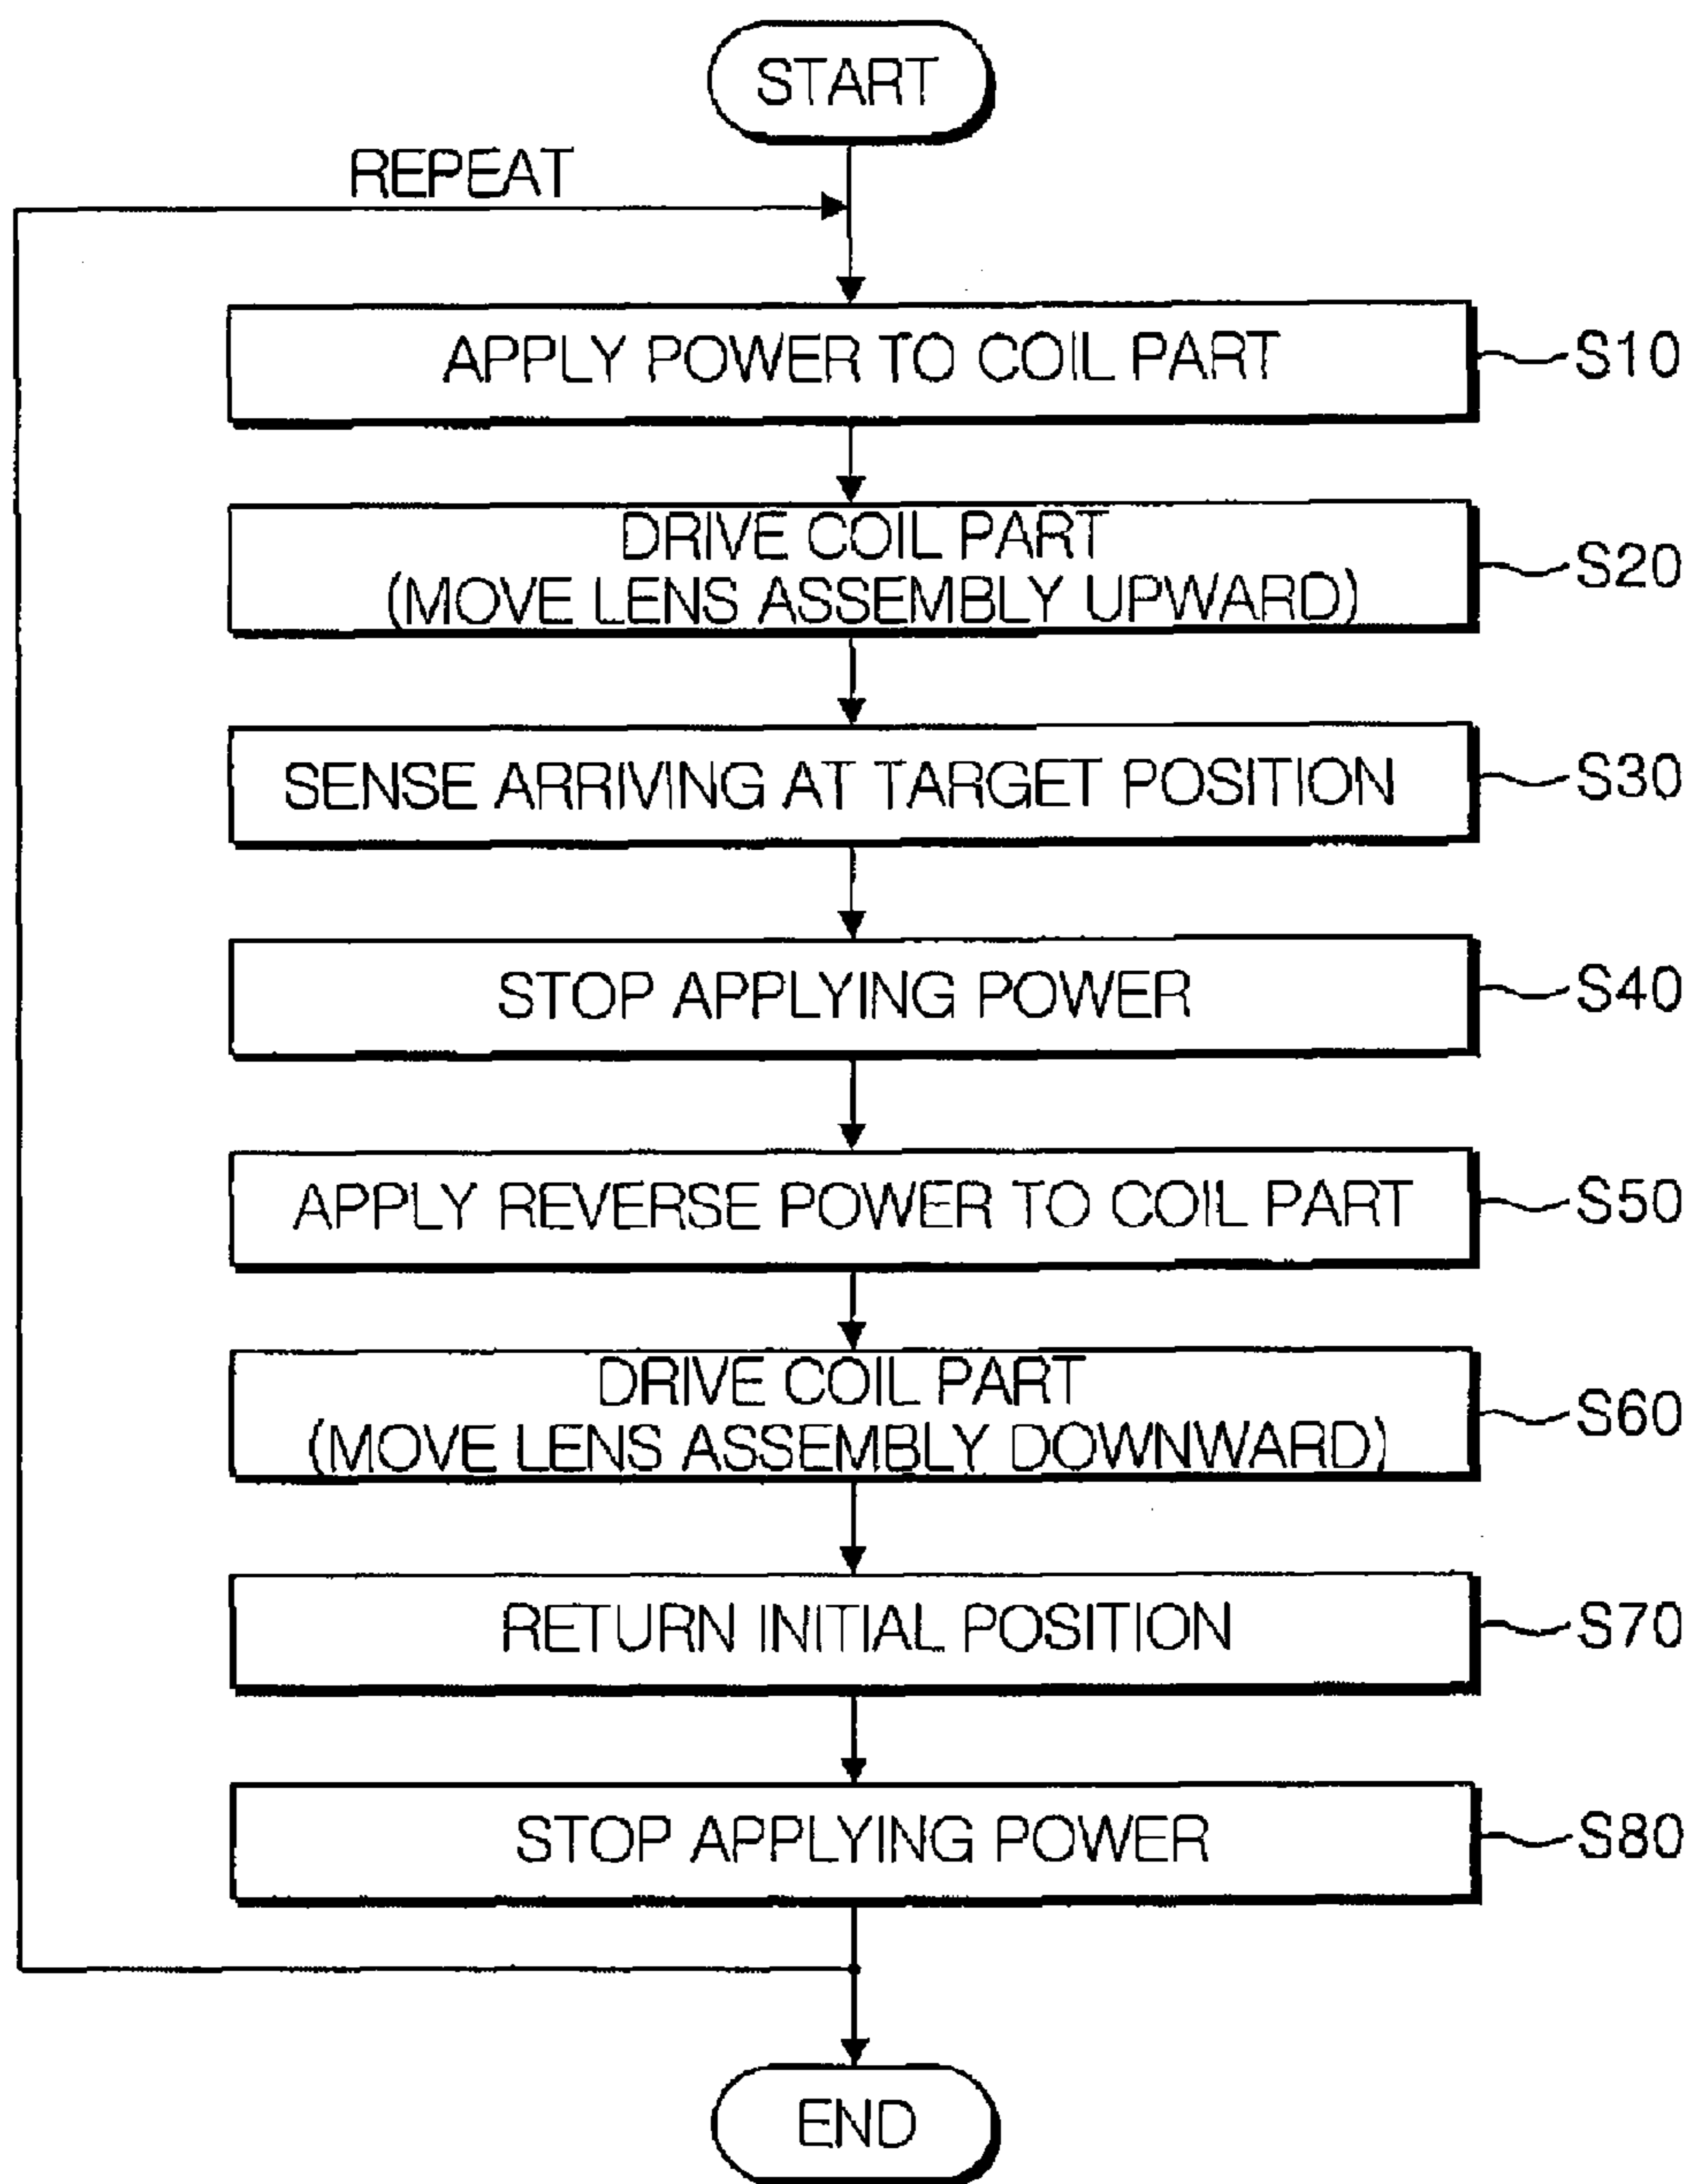 START
REPEAT
APPLY POWER TO COIL PART
S10
DRIVE COIL PART
(MOVE LENS ASSEMBLY UPWARD)
S20
SENSE ARRIVING AT TARGET POSITION
S30
STOP APPLYING POWER
S40
APPLY REVERSE POWER TO COIL PART
S50
DRIVE COIL PART
(MOVE LENS ASSEMBLY DOWNWARD)
S60
RETURN INITIAL POSITION
S70
STOP APPLYING POWER
S80
END